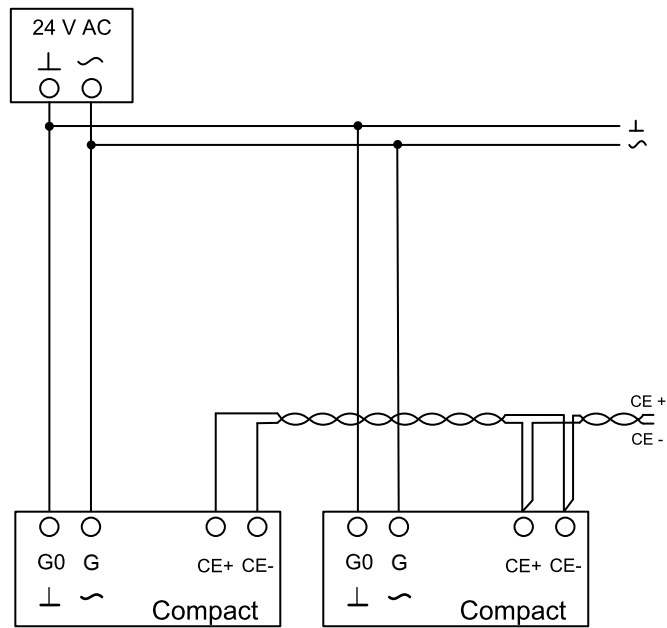 24 V AC
CE +
CE -
G0 G CE+ CE-
Compact
G0 G CE+ CE-
Compact